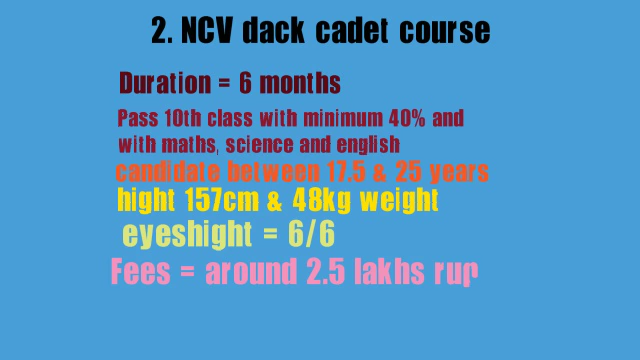 2. NCV dack cadet course
Duration = 6 months
Pass 10th class with minimum 40% and
with maths, science and english
candidate between 17.5 & 25 years
hight 157cm & 48kg weight
eyeshight = 6/6
Fees = around 2.5 lakhs rup